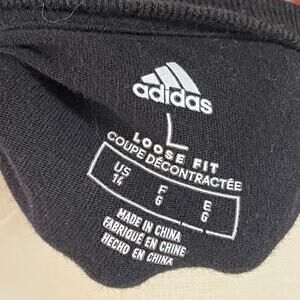 adidas
L
LOOSE FIT
COUPE DÉCONTRACTÉE
US F E
14 G G
MADE IN CHINA
FABRIQUÉ EN CHINE
HECHO EN CHINA